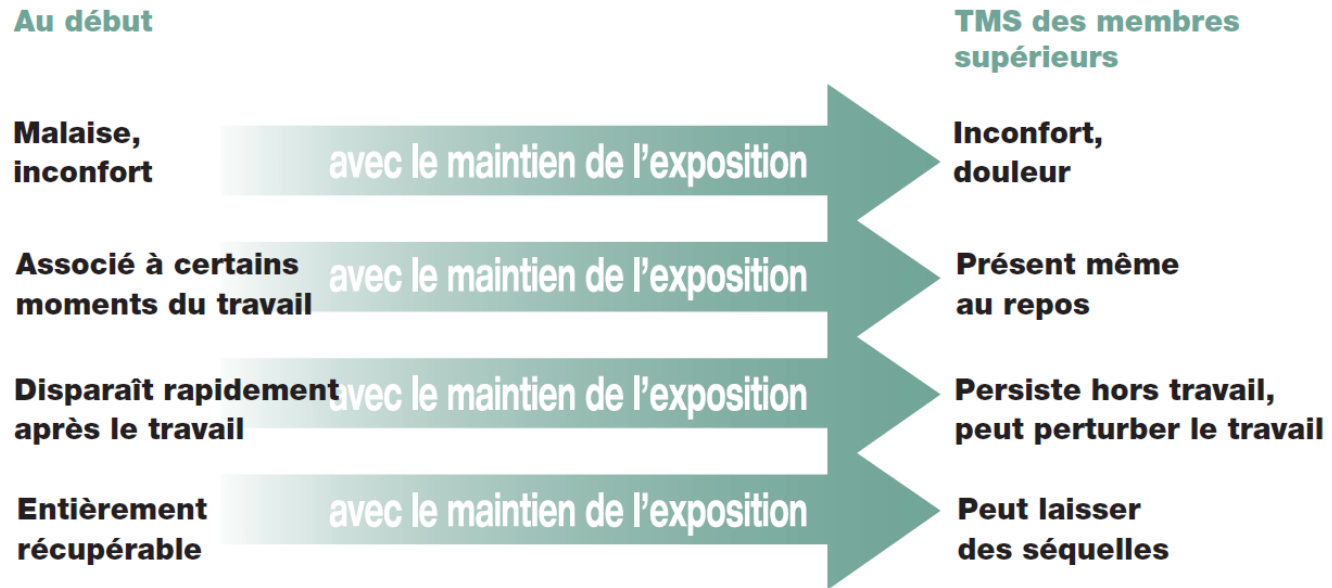 Au début
TMS des membres
supérieurs
Malaise,
inconfort
avec le maintien de l'exposition
Inconfort,
douleur
Associé à certains
moments du travail
avec le maintien de l'exposition
Présent même
au repos
Disparaît rapidement
après le travail
avec le maintien de l'exposition
Persiste hors travail,
peut perturber le travail
Entièrement
récupérable
avec le maintien de l'exposition
Peut laisser
des séquelles